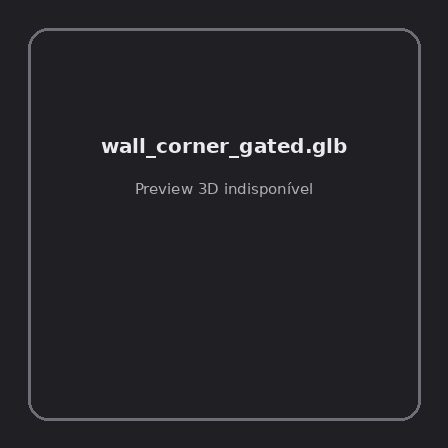 wall_corner_gated.glb
Preview 3D indisponível